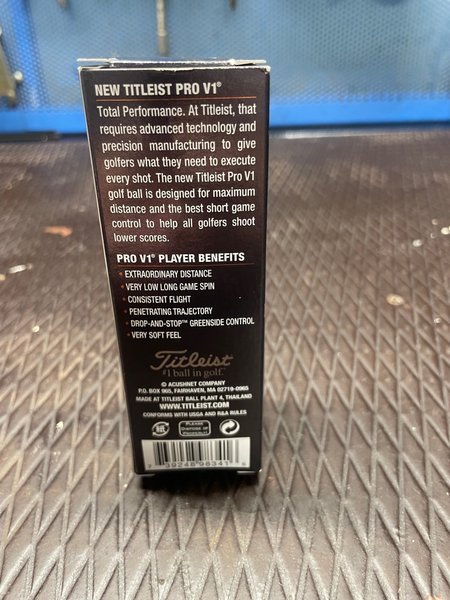 NEW TITLEIST PRO V1®
Total Performance. At Titleist, that
requires advanced technology and
precision manufacturing to give
golfers what they need to execute
every shot. The new Titleist Pro V1
golf ball is designed for maximum
distance and the best short game
control to help all golfers shoot
lower scores.
PRO V1® PLAYER BENEFITS
• EXTRAORDINARY DISTANCE
• VERY LOW LONG GAME SPIN
• CONSISTENT FLIGHT
• PENETRATING TRAJECTORY
• DROP-AND-STOP™ GREENSIDE CONTROL
• VERY SOFT FEEL
Titleist
#1 ball in golf.
© ACUSHNET COMPANY
P.O. BOX 965, FAIRHAVEN, MA 02719-0965
MADE AT TITLEIST BALL PLANT 4, THAILAND
WWW.TITLEIST.COM
CONFORMS WITH USGA AND R&A RULES
PLEASE
DISPOSE OF
PROPERLY